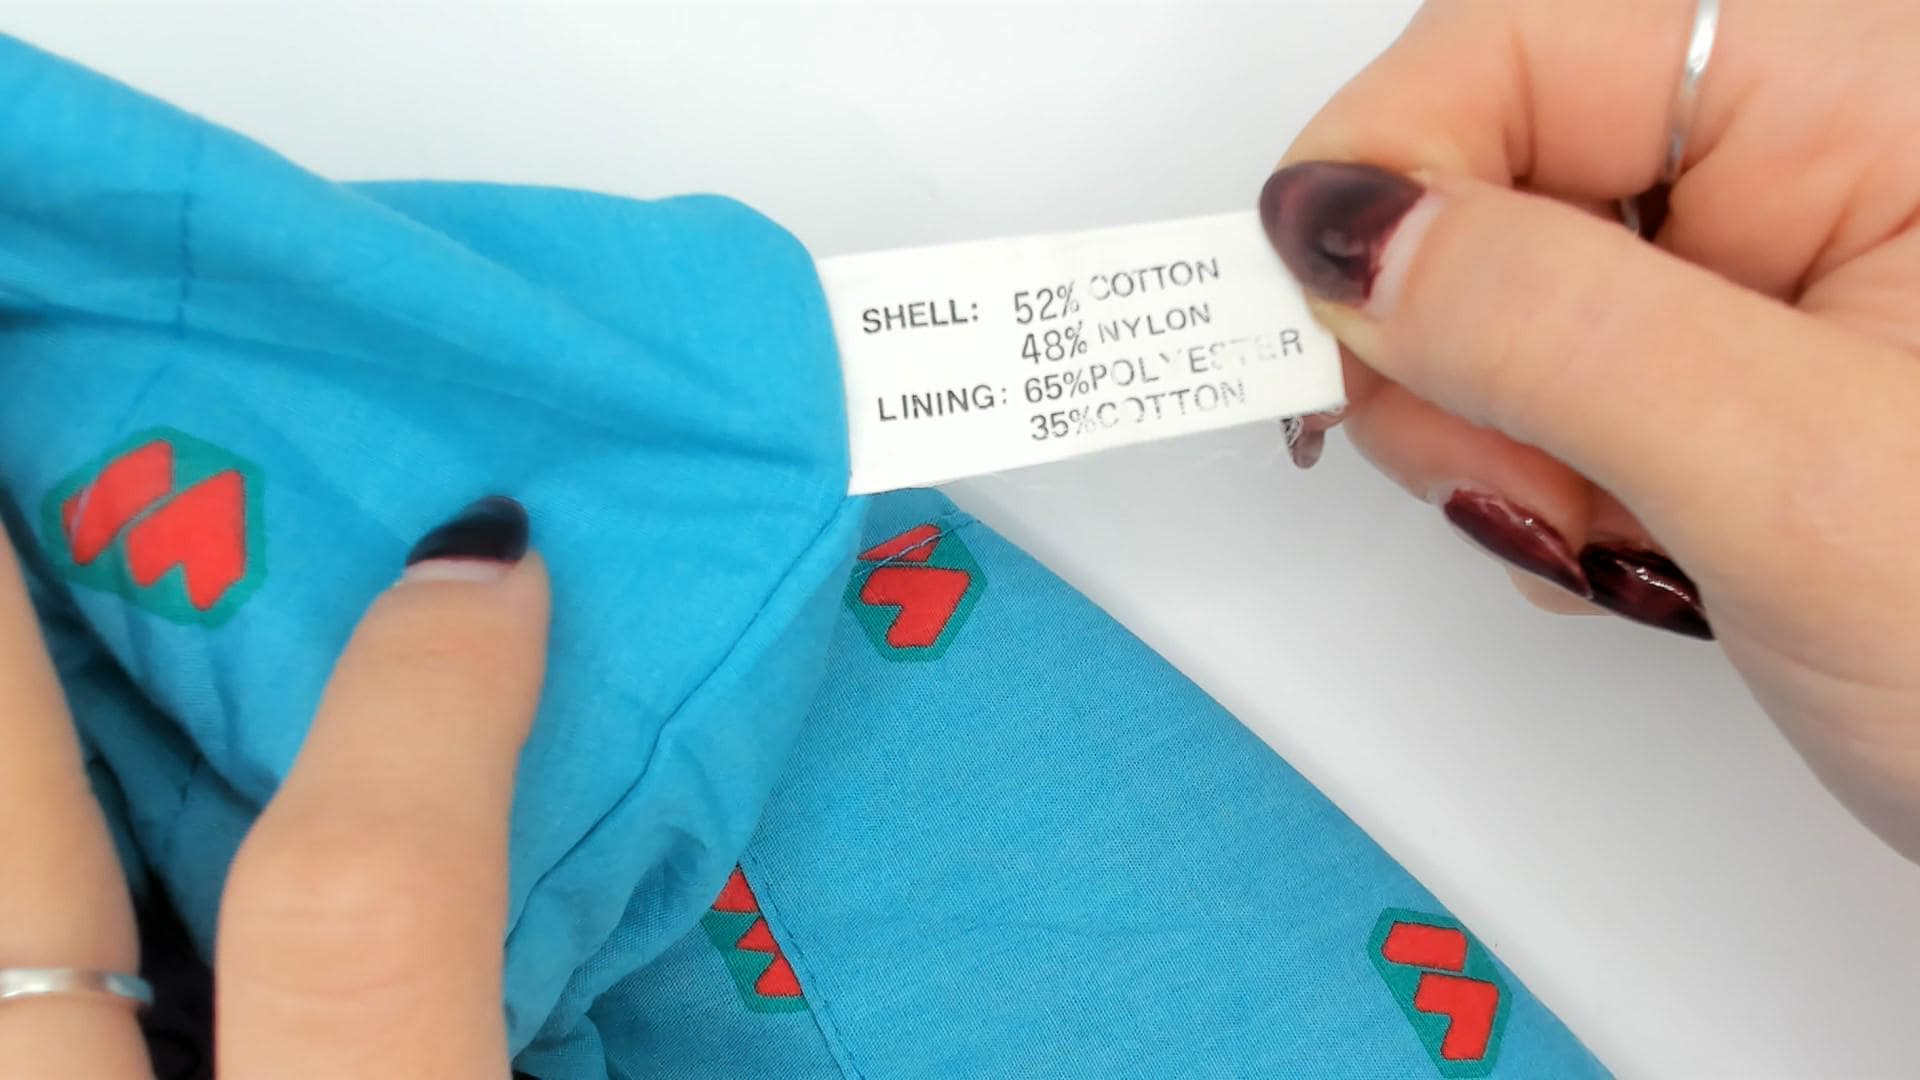 SHELL: 52% COTTON
48% NYLON
LINING: 65%POLYESTER
35%COTTON